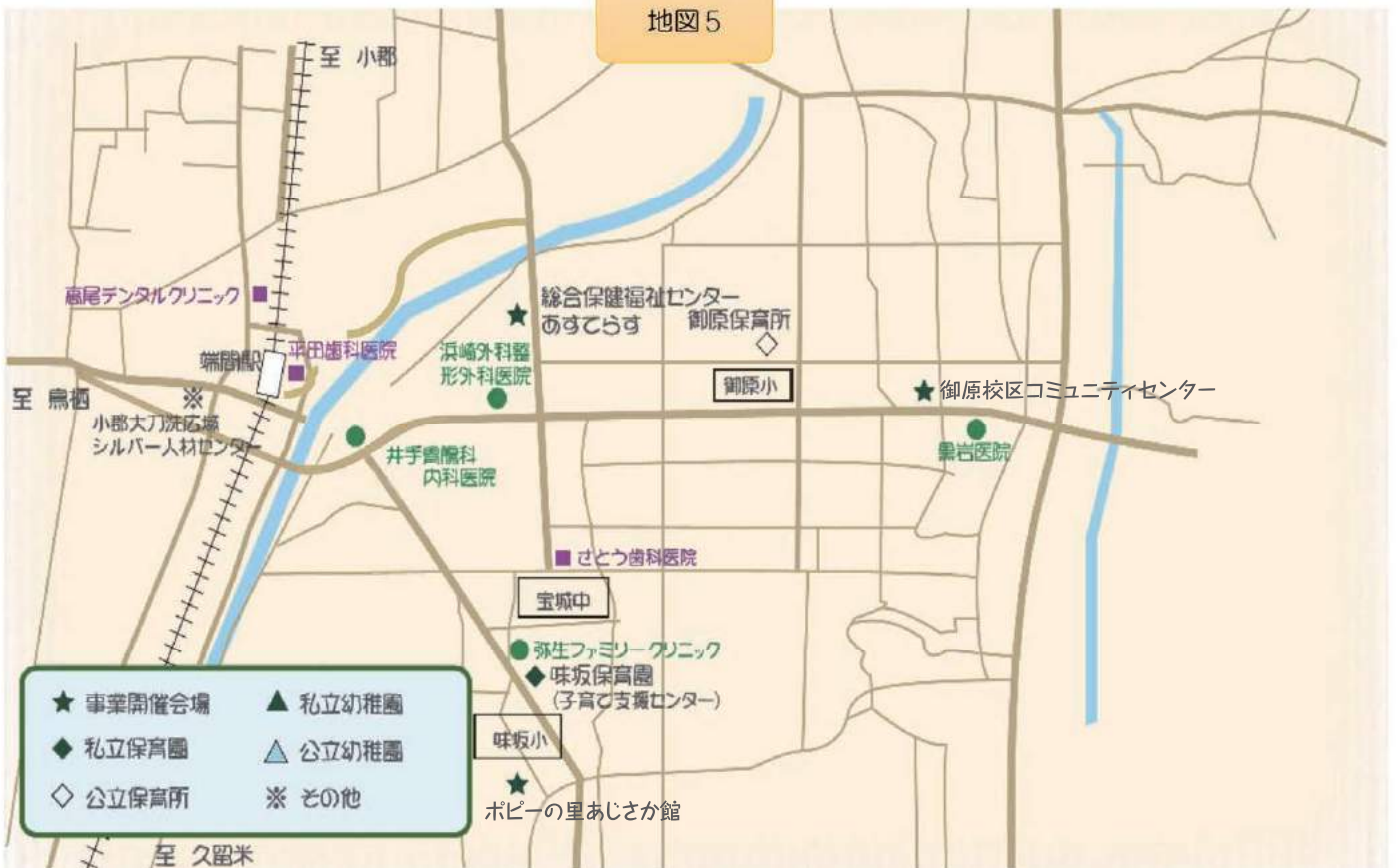 地図5
至 小郡
高尾デンタルクリニック
総合保健福祉センター
あすてらす
御原保育所
端間駅
平田歯科医院
浜崎外科整
形外科医院
至 鳥栖
※
小郡大刀洗広域
シルバー人材センター
御原小
御原校区コミュニティセンター
井手胃腸科
内科医院
黒岩医院
さとう歯科医院
宝城中
弥生ファミリークリニック
味坂保育園
(子育て支援センター)
味坂小
ポピーの里あじさか館
★ 事業開催会場
▲ 私立幼稚園
◆ 私立保育園
△ 公立幼稚園
◇ 公立保育所
※ その他
至 久留米